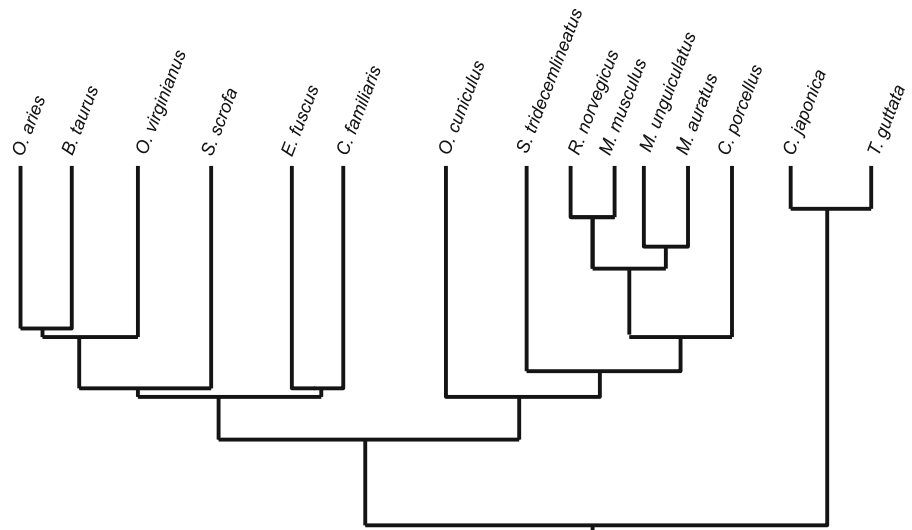 O. aries
B. taurus
O. virginianus
S. scrofa
E. fuscus
C. familiaris
O. cuniculus
S. tridecemlineatus
R. norvegicus
M. musculus
M. unguiculatus
M. auratus
C. porcellus
C. japonica
T. guttata